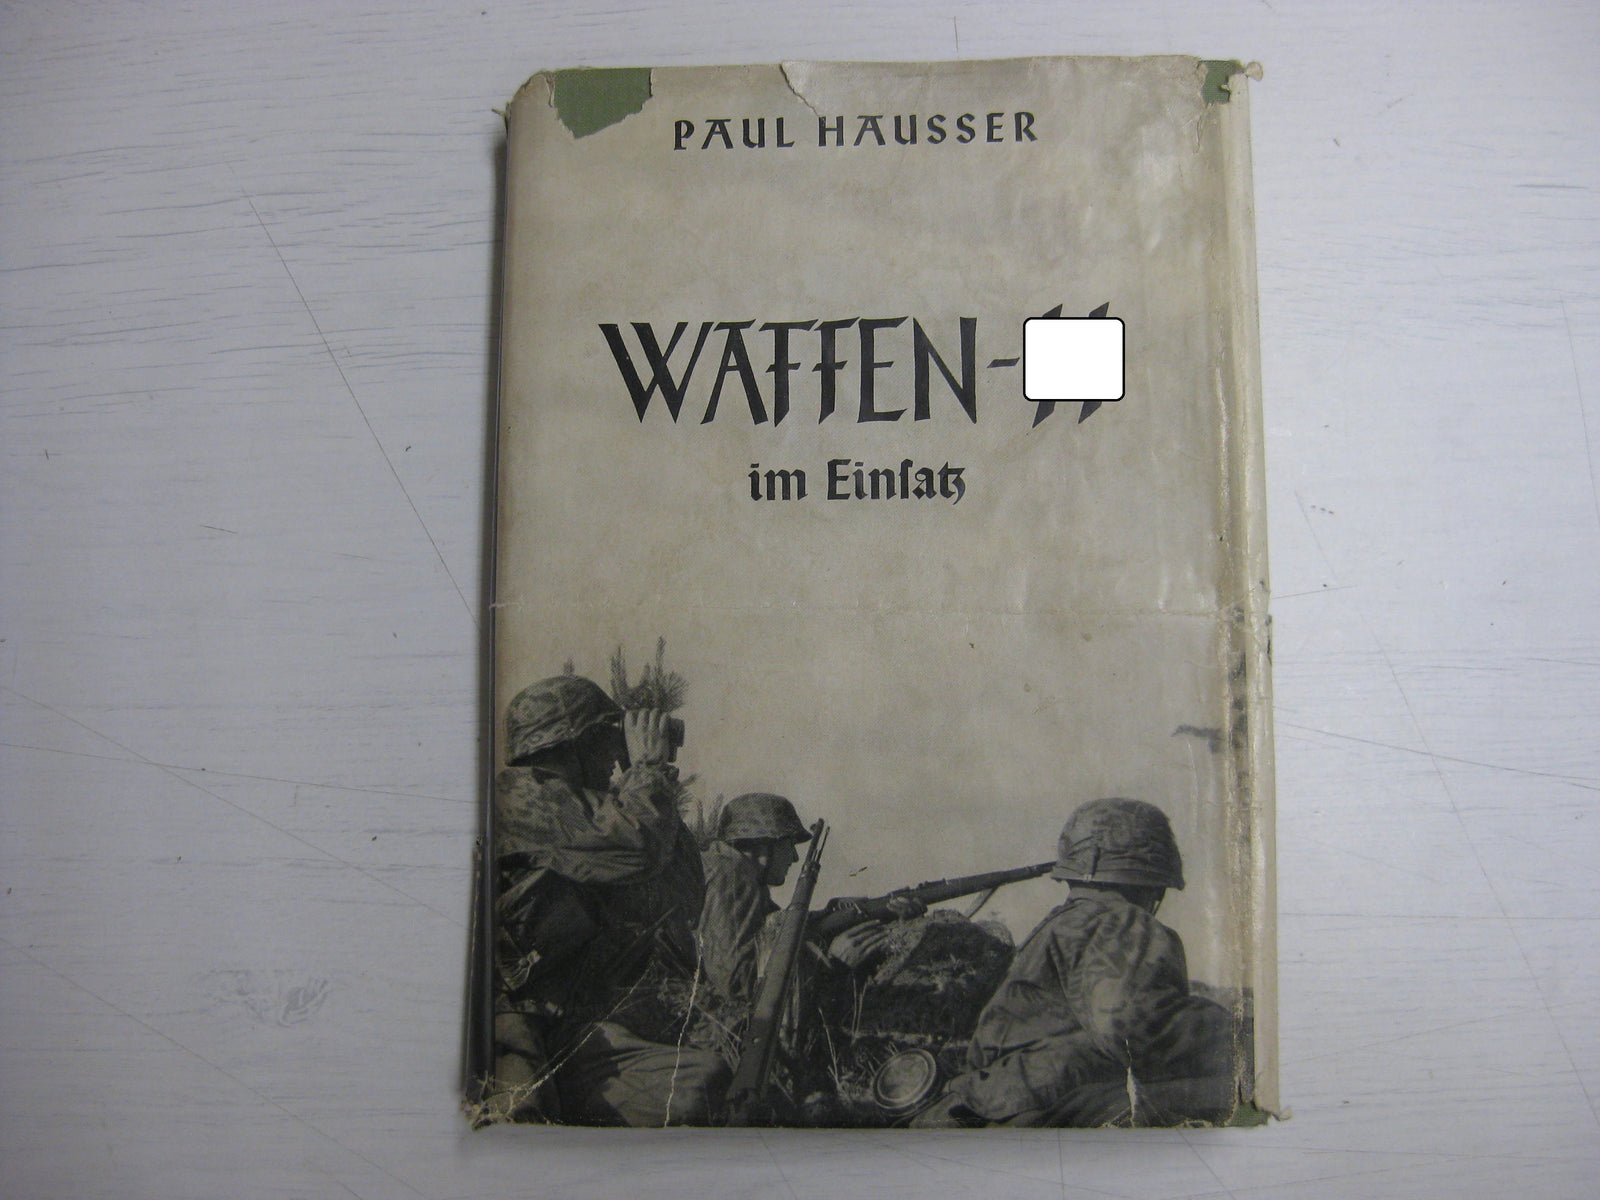 PAUL HAUSSER
WAFFEN-
im Einſatz